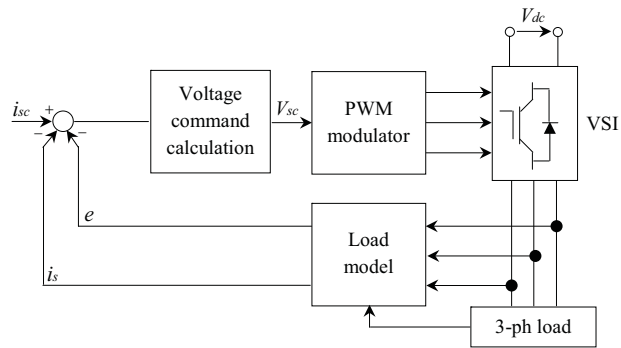 V_dc
i_sc
+
−
−
Voltage
command
calculation
V_sc
PWM
modulator
VSI
e
i_s
Load
model
3-ph load